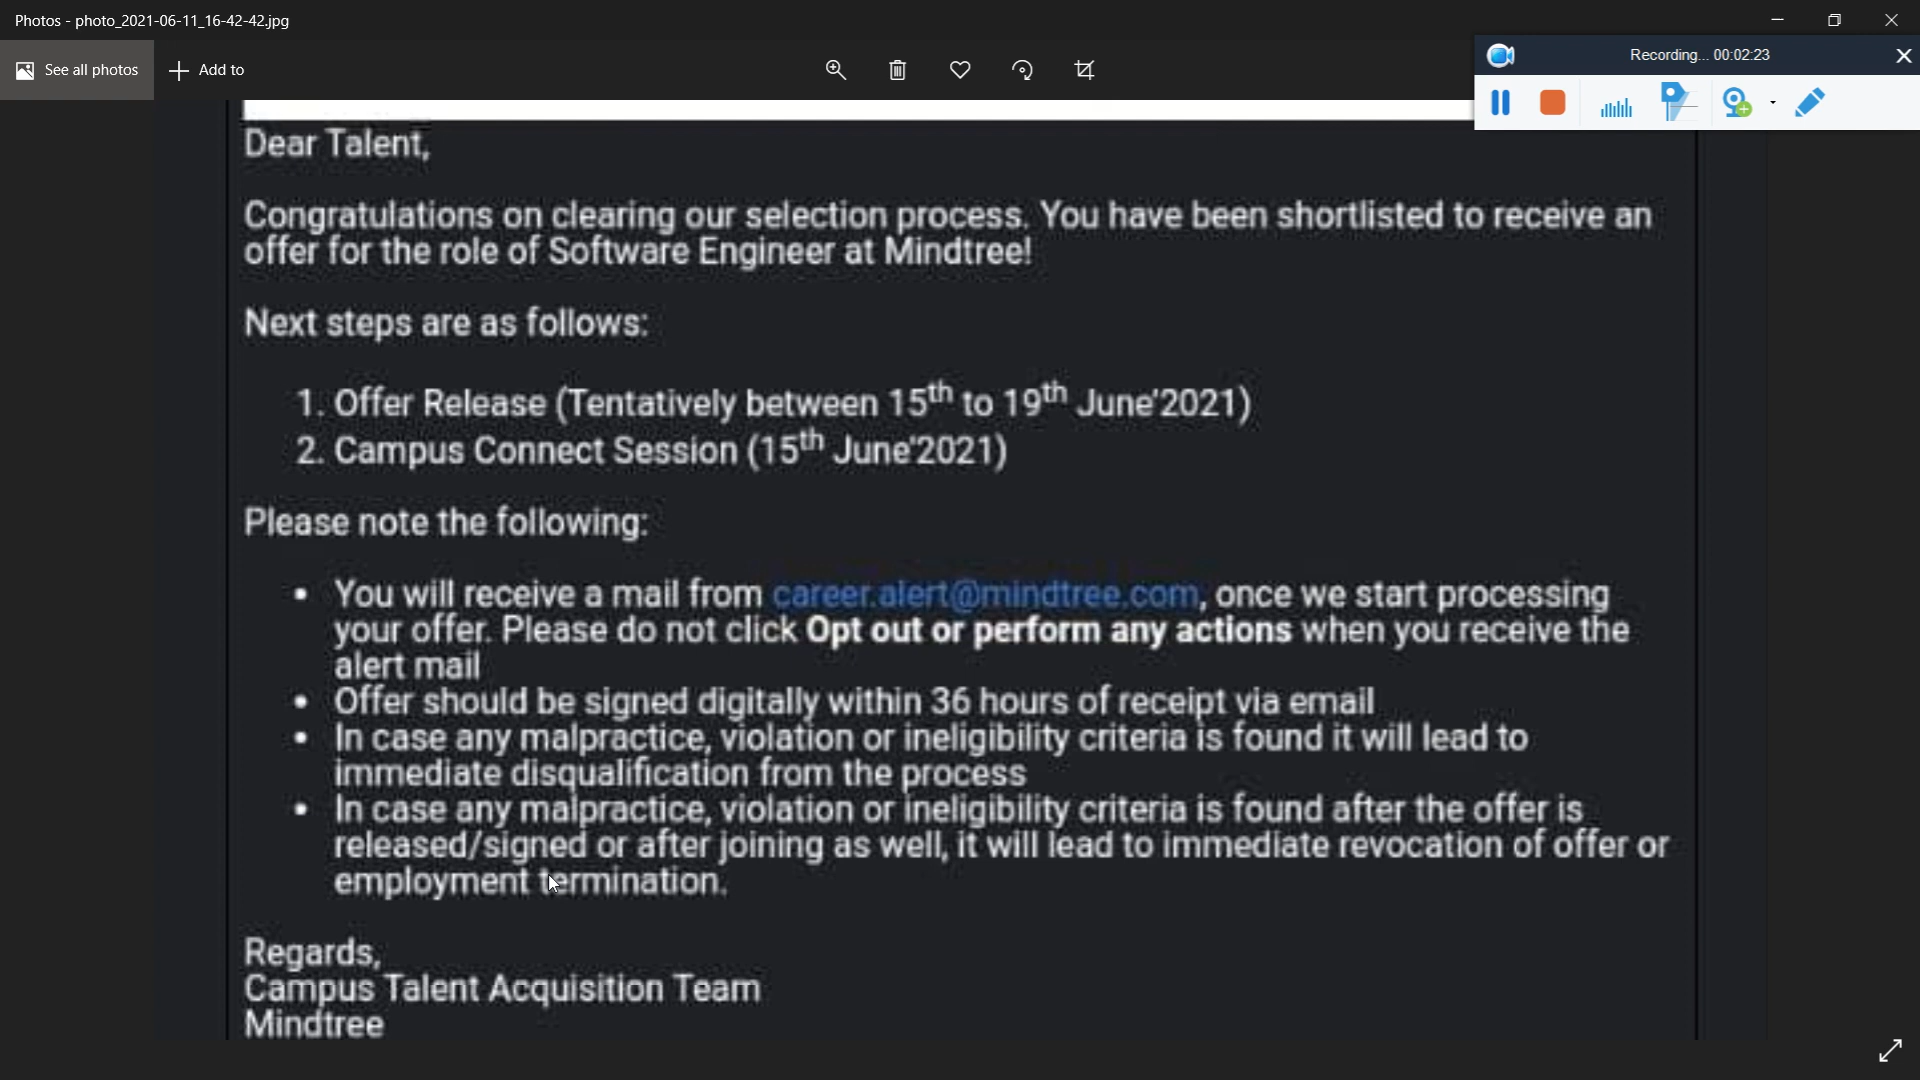 Photos - photo_2021-06-11_16-42-42.jpg
See all photos
Add to
Recording... 00:02:23
Dear Talent,
Congratulations on clearing our selection process. You have been shortlisted to receive an
offer for the role of Software Engineer at Mindtree!
Next steps are as follows:
1. Offer Release (Tentatively between 15th to 19th June'2021)
2. Campus Connect Session (15th June'2021)
Please note the following:
• You will receive a mail from career.alert@mindtree.com, once we start processing
your offer. Please do not click Opt out or perform any actions when you receive the
alert mail
• Offer should be signed digitally within 36 hours of receipt via email
• In case any malpractice, violation or ineligibility criteria is found it will lead to
immediate disqualification from the process
• In case any malpractice, violation or ineligibility criteria is found after the offer is
released/signed or after joining as well, it will lead to immediate revocation of offer or
employment termination.
Regards,
Campus Talent Acquisition Team
Mindtree